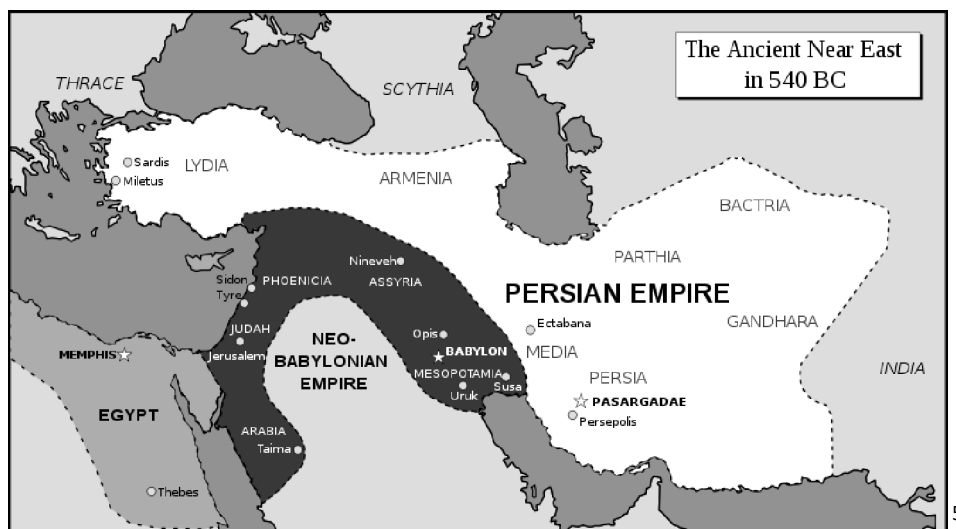 The Ancient Near East
in 540 BC
THRACE
SCYTHIA
Sardis
LYDIA
Miletus
ARMENIA
BACTRIA
PARTHIA
Nineveh
Sidon
PHOENICIA
ASSYRIA
Tyre
PERSIAN EMPIRE
Ectabana
GANDHARA
JUDAH
Opis
NEO-
BABYLONIAN
EMPIRE
MEMPHIS
Jerusalem
BABYLON
MEDIA
MESOPOTAMIA
INDIA
Susa
PERSIA
Uruk
PASARGADAE
EGYPT
Persepolis
ARABIA
Taima
Thebes
5